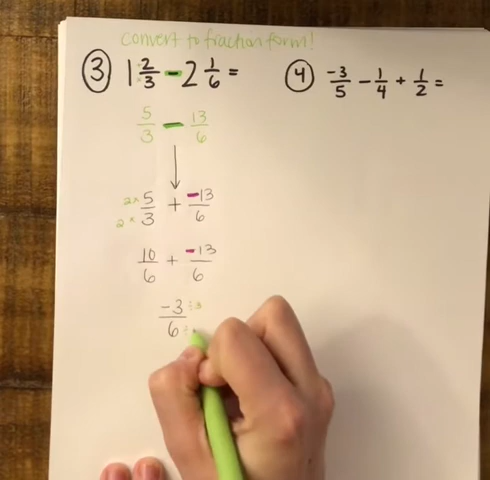 convert to fraction form!
③ 1 2/3 - 2 1/6 =
5/3 - 13/6
2× 5/3 + -13/6
2×
10/6 + -13/6
-3/6 ÷3
÷
④ -3/5 - 1/4 + 1/2 =